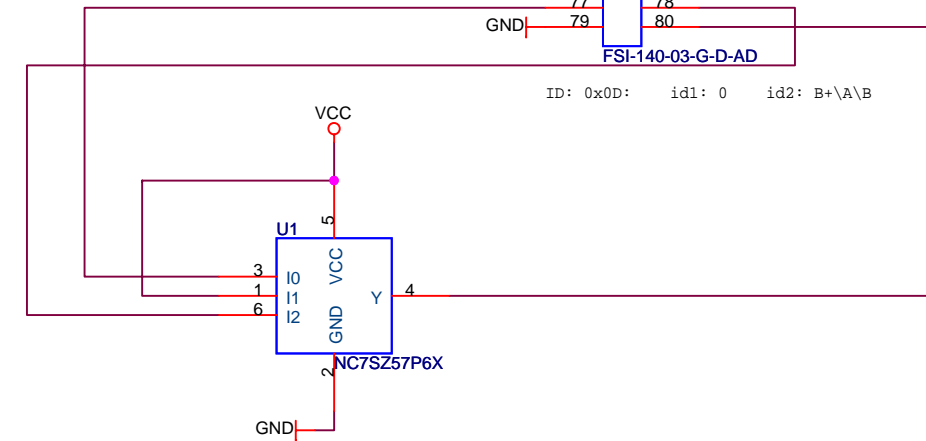 77 78
GND 79 80
FSI-140-03-G-D-AD
ID: 0x0D: id1: 0 id2: B+\A\B
VCC
5
U1
VCC
3 I0
1 I1 Y 4
6 I2
GND
NC7SZ57P6X
2
GND